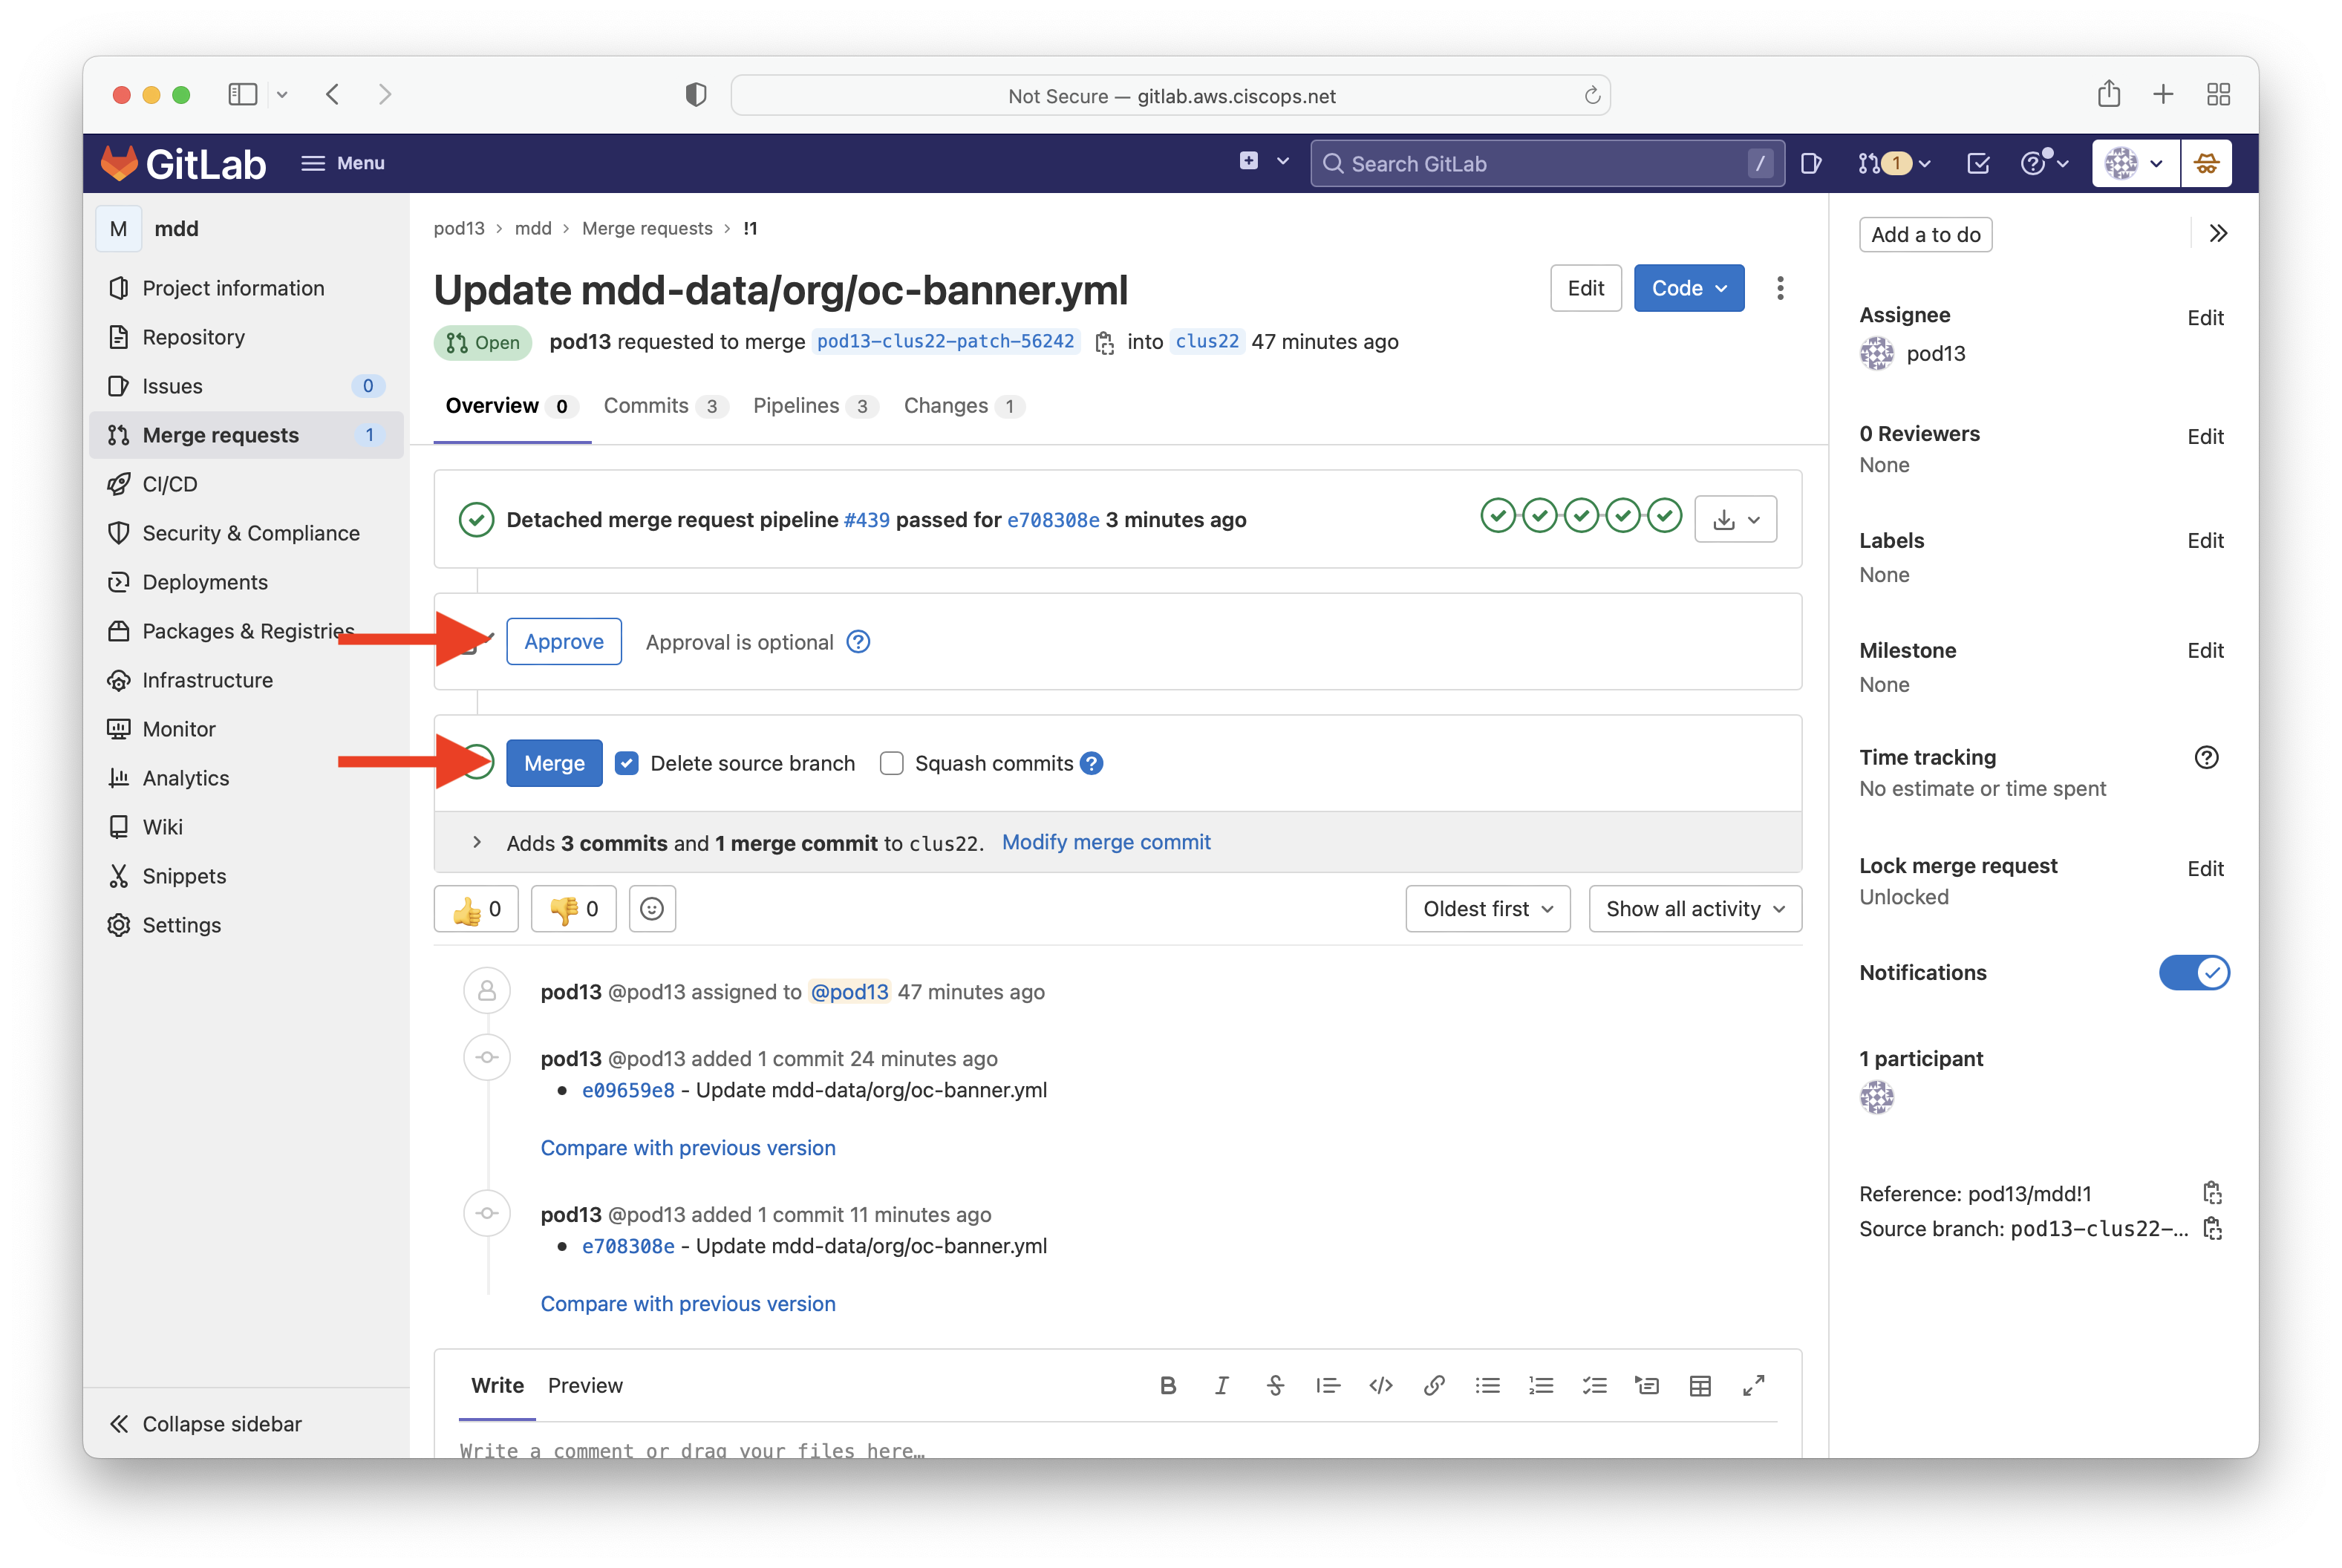 Not Secure — gitlab.aws.ciscops.net
GitLab
Menu
Search GitLab
/
1
M
mdd
Project information
Repository
Issues
0
Merge requests
1
CI/CD
Security & Compliance
Deployments
Packages & Registries
Infrastructure
Monitor
Analytics
Wiki
Snippets
Settings
Collapse sidebar
pod13 › mdd › Merge requests › !1
Update mdd-data/org/oc-banner.yml
Edit
Code
Open
pod13 requested to merge pod13-clus22-patch-56242 into clus22 47 minutes ago
Overview 0
Commits 3
Pipelines 3
Changes 1
Detached merge request pipeline #439 passed for e708308e 3 minutes ago
Approve
Approval is optional
Merge
Delete source branch
Squash commits
Adds 3 commits and 1 merge commit to clus22. Modify merge commit
0
0
Oldest first
Show all activity
pod13 @pod13 assigned to @pod13 47 minutes ago
pod13 @pod13 added 1 commit 24 minutes ago
• e09659e8 - Update mdd-data/org/oc-banner.yml
Compare with previous version
pod13 @pod13 added 1 commit 11 minutes ago
• e708308e - Update mdd-data/org/oc-banner.yml
Compare with previous version
Write
Preview
Write a comment or drag your files here…
Add a to do
Assignee
Edit
pod13
0 Reviewers
Edit
None
Labels
Edit
None
Milestone
Edit
None
Time tracking
No estimate or time spent
Lock merge request
Edit
Unlocked
Notifications
1 participant
Reference: pod13/mdd!1
Source branch: pod13-clus22-...